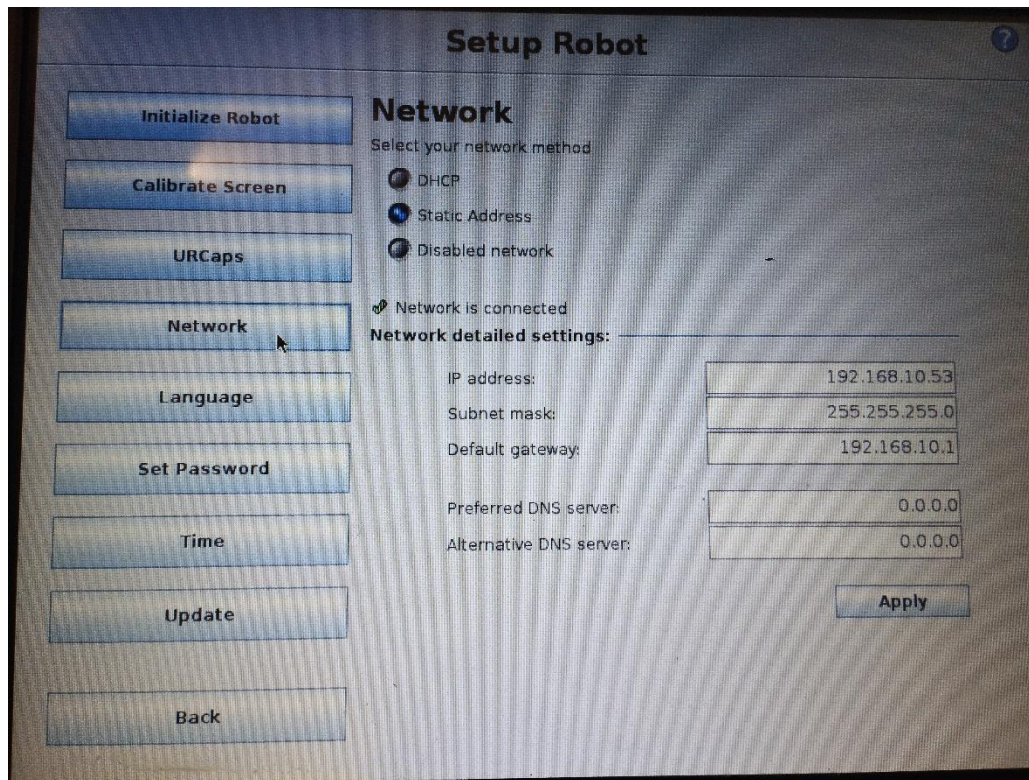 Setup Robot
?
Initialize Robot
Calibrate Screen
URCaps
Network
Language
Set Password
Time
Update
Back
Network
Select your network method
DHCP
Static Address
Disabled network
Network is connected
Network detailed settings:
IP address: 192.168.10.53
Subnet mask: 255.255.255.0
Default gateway: 192.168.10.1
Preferred DNS server: 0.0.0.0
Alternative DNS server: 0.0.0.0
Apply